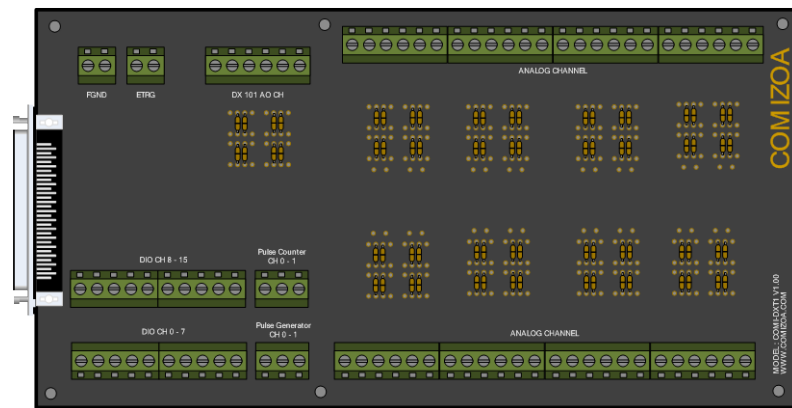 ANALOG CHANNEL
FGND
ETRIG
DX 101 AO CH
COMIZOA
DIO CH 8 - 15
Pulse Counter
CH 0 - 1
DIO CH 0 - 7
Pulse Generator
CH 0 - 1
ANALOG CHANNEL
MODEL : COMI-DXT1 V1.00
WWW.COMIZOA.COM